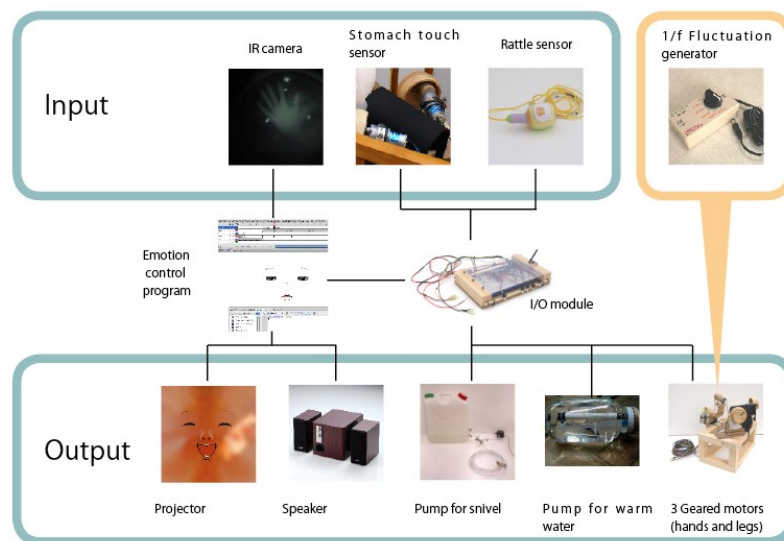 IR camera
Stomach touch
sensor
Rattle sensor
1/f Fluctuation
generator
Input
Emotion
control
program
I/O module
Output
Projector
Speaker
Pump for snivel
Pump for warm
water
3 Geared motors
(hands and legs)